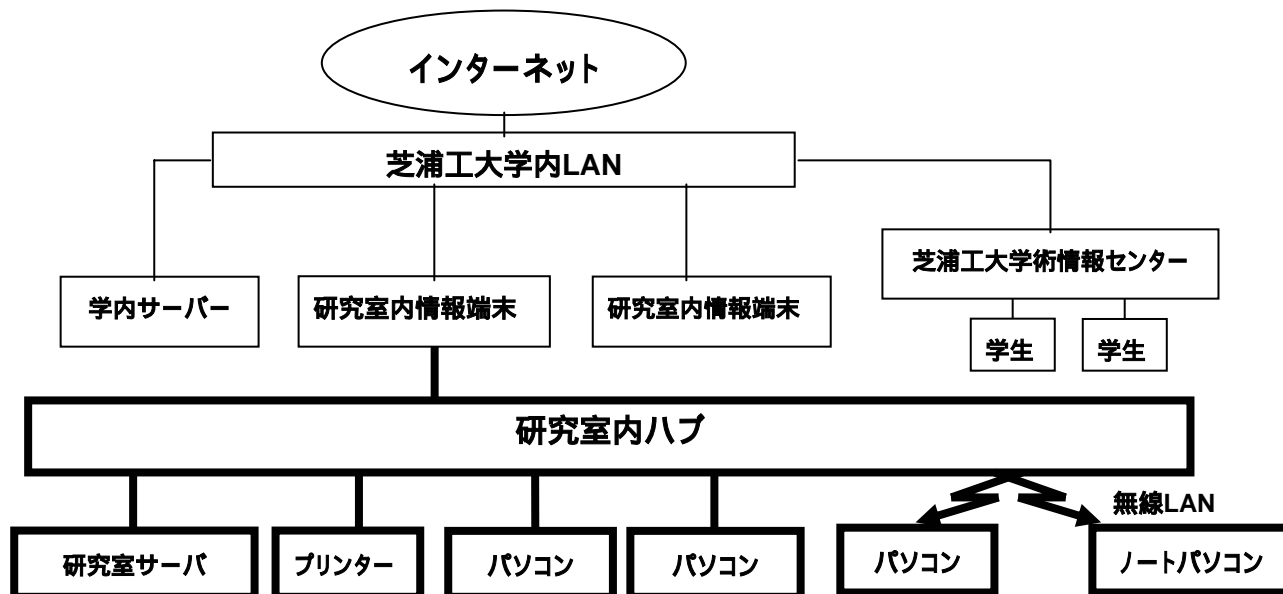 インターネット
芝浦工大学内LAN
芝浦工大学術情報センター
学内サーバー
研究室内情報端末
研究室内情報端末
学生
学生
研究室内ハブ
無線LAN
研究室サーバ
プリンター
パソコン
パソコン
パソコン
ノートパソコン